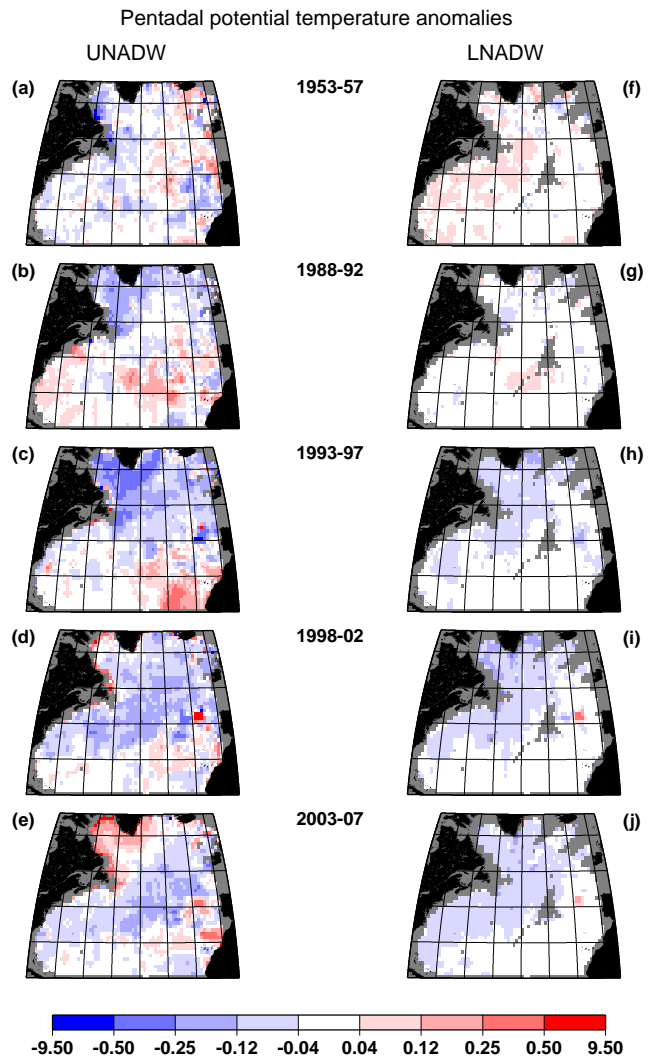 Pentadal potential temperature anomalies
UNADW LNADW
(a) 1953-57 (f)
(b) 1988-92 (g)
(c) 1993-97 (h)
(d) 1998-02 (i)
(e) 2003-07 (j)
-9.50 -0.50 -0.25 -0.12 -0.04 0.04 0.12 0.25 0.50 9.50